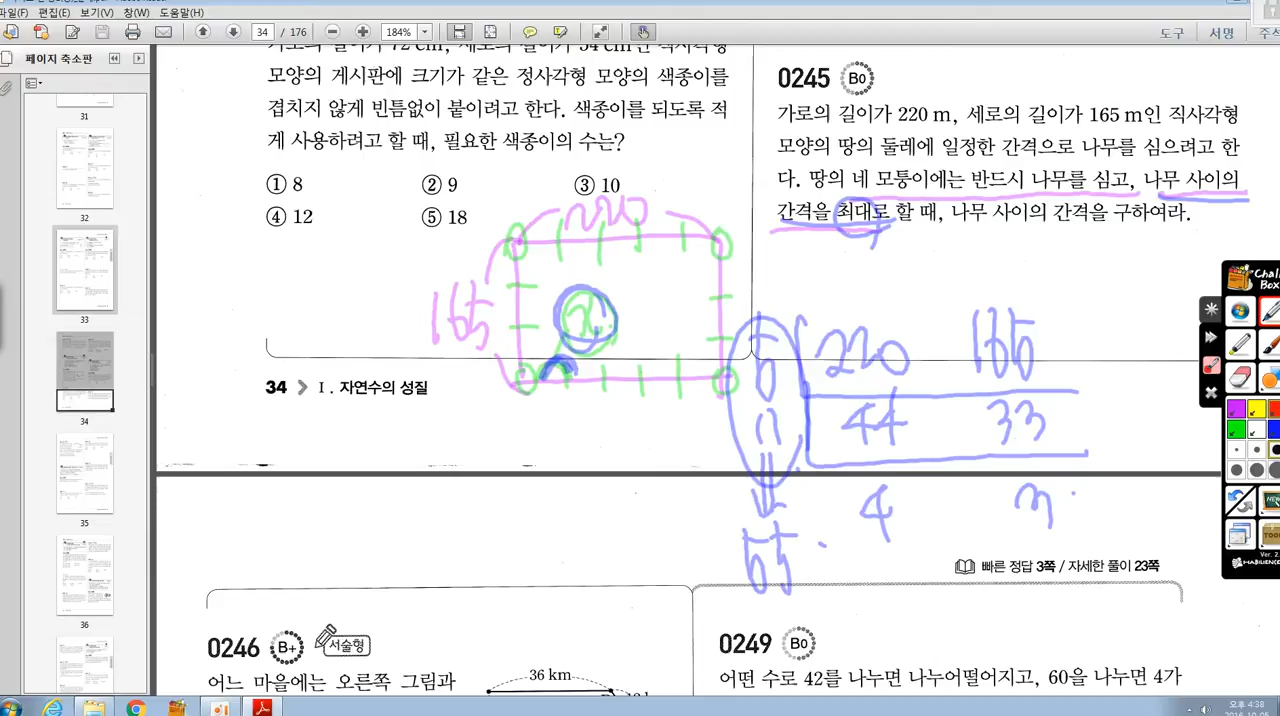 파일(F) 편집(E) 보기(V) 창(W) 도움말(H)
34 / 176 184%
도구 서명
페이지 축소판
31
32
33
34
35
36
모양의 게시판에 크기가 같은 정사각형 모양의 색종이를
겹치지 않게 빈틈없이 붙이려고 한다. 색종이를 되도록 적
게 사용하려고 할 때, 필요한 색종이의 수는?
① 8 ② 9 ③ 10
④ 12 ⑤ 18
220
165
34 Ⅰ. 자연수의 성질
0245 B0
가로의 길이가 220 m, 세로의 길이가 165 m인 직사각형
모양의 땅의 둘레에 일정한 간격으로 나무를 심으려고 한
다. 땅의 네 모퉁이에는 반드시 나무를 심고, 나무 사이의
간격을 최대로 할 때, 나무 사이의 간격을 구하여라.
220 165
44 33
4 3
55
빠른 정답 3쪽 / 자세한 풀이 23쪽
0246 B+ 서술형
어느 마을에는 오른쪽 그림과
36 km
0249 B0
어떤 수로 42를 나누면 나누어떨어지고, 60을 나누면 4가
NEW
TOO
Ver. 2.
HABILIENCE
오후 4:38
2016-10-05